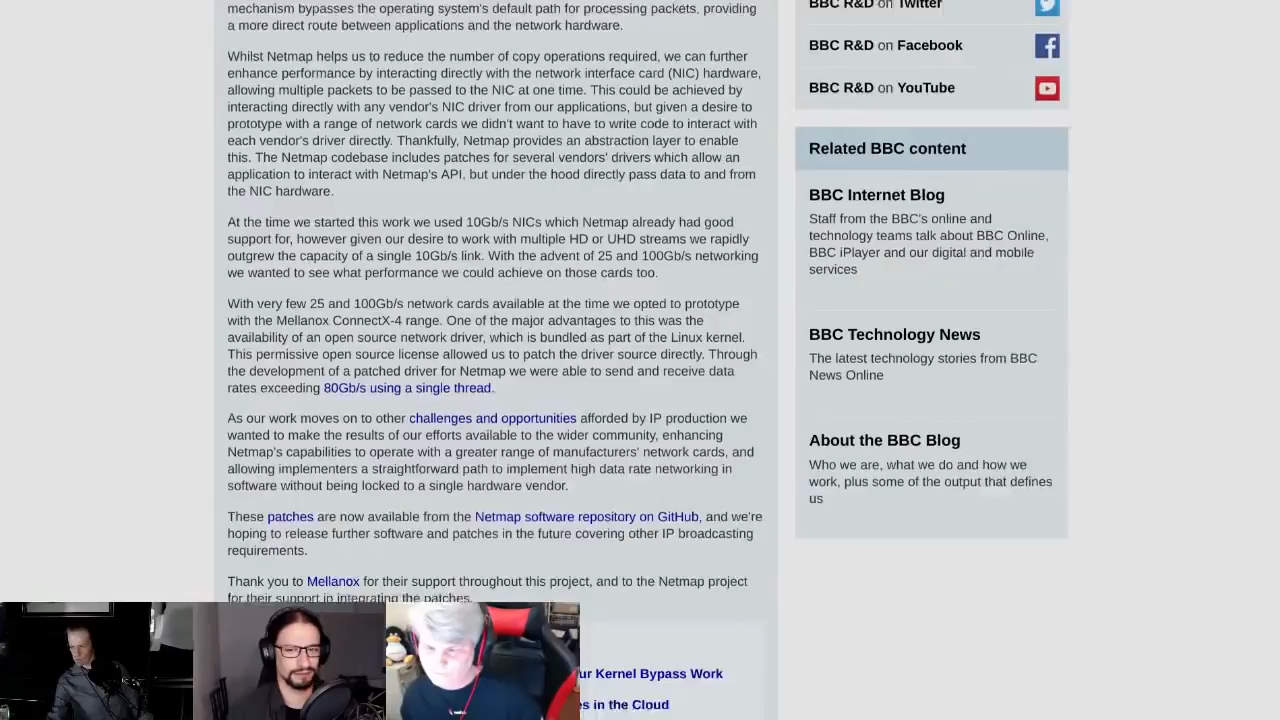 mechanism bypasses the operating system's default path for processing packets, providing
a more direct route between applications and the network hardware.
Whilst Netmap helps us to reduce the number of copy operations required, we can further
enhance performance by interacting directly with the network interface card (NIC) hardware,
allowing multiple packets to be passed to the NIC at one time. This could be achieved by
interacting directly with any vendor's NIC driver from our applications, but given a desire to
prototype with a range of network cards we didn't want to have to write code to interact with
each vendor's driver directly. Thankfully, Netmap provides an abstraction layer to enable
this. The Netmap codebase includes patches for several vendors' drivers which allow an
application to interact with Netmap's API, but under the hood directly pass data to and from
the NIC hardware.
At the time we started this work we used 10Gb/s NICs which Netmap already had good
support for, however given our desire to work with multiple HD or UHD streams we rapidly
outgrew the capacity of a single 10Gb/s link. With the advent of 25 and 100Gb/s networking
we wanted to see what performance we could achieve on those cards too.
With very few 25 and 100Gb/s network cards available at the time we opted to prototype
with the Mellanox ConnectX-4 range. One of the major advantages to this was the
availability of an open source network driver, which is bundled as part of the Linux kernel.
This permissive open source license allowed us to patch the driver source directly. Through
the development of a patched driver for Netmap we were able to send and receive data
rates exceeding 80Gb/s using a single thread.
As our work moves on to other challenges and opportunities afforded by IP production we
wanted to make the results of our efforts available to the wider community, enhancing
Netmap's capabilities to operate with a greater range of manufacturers' network cards, and
allowing implementers a straightforward path to implement high data rate networking in
software without being locked to a single hardware vendor.
These patches are now available from the Netmap software repository on GitHub, and we're
hoping to release further software and patches in the future covering other IP broadcasting
requirements.
Thank you to Mellanox for their support throughout this project, and to the Netmap project
for their support in integrating the patches.
ur Kernel Bypass Work
es in the Cloud
BBC R&D on Twitter
BBC R&D on Facebook
BBC R&D on YouTube
Related BBC content
BBC Internet Blog
Staff from the BBC's online and
technology teams talk about BBC Online,
BBC iPlayer and our digital and mobile
services
BBC Technology News
The latest technology stories from BBC
News Online
About the BBC Blog
Who we are, what we do and how we
work, plus some of the output that defines
us